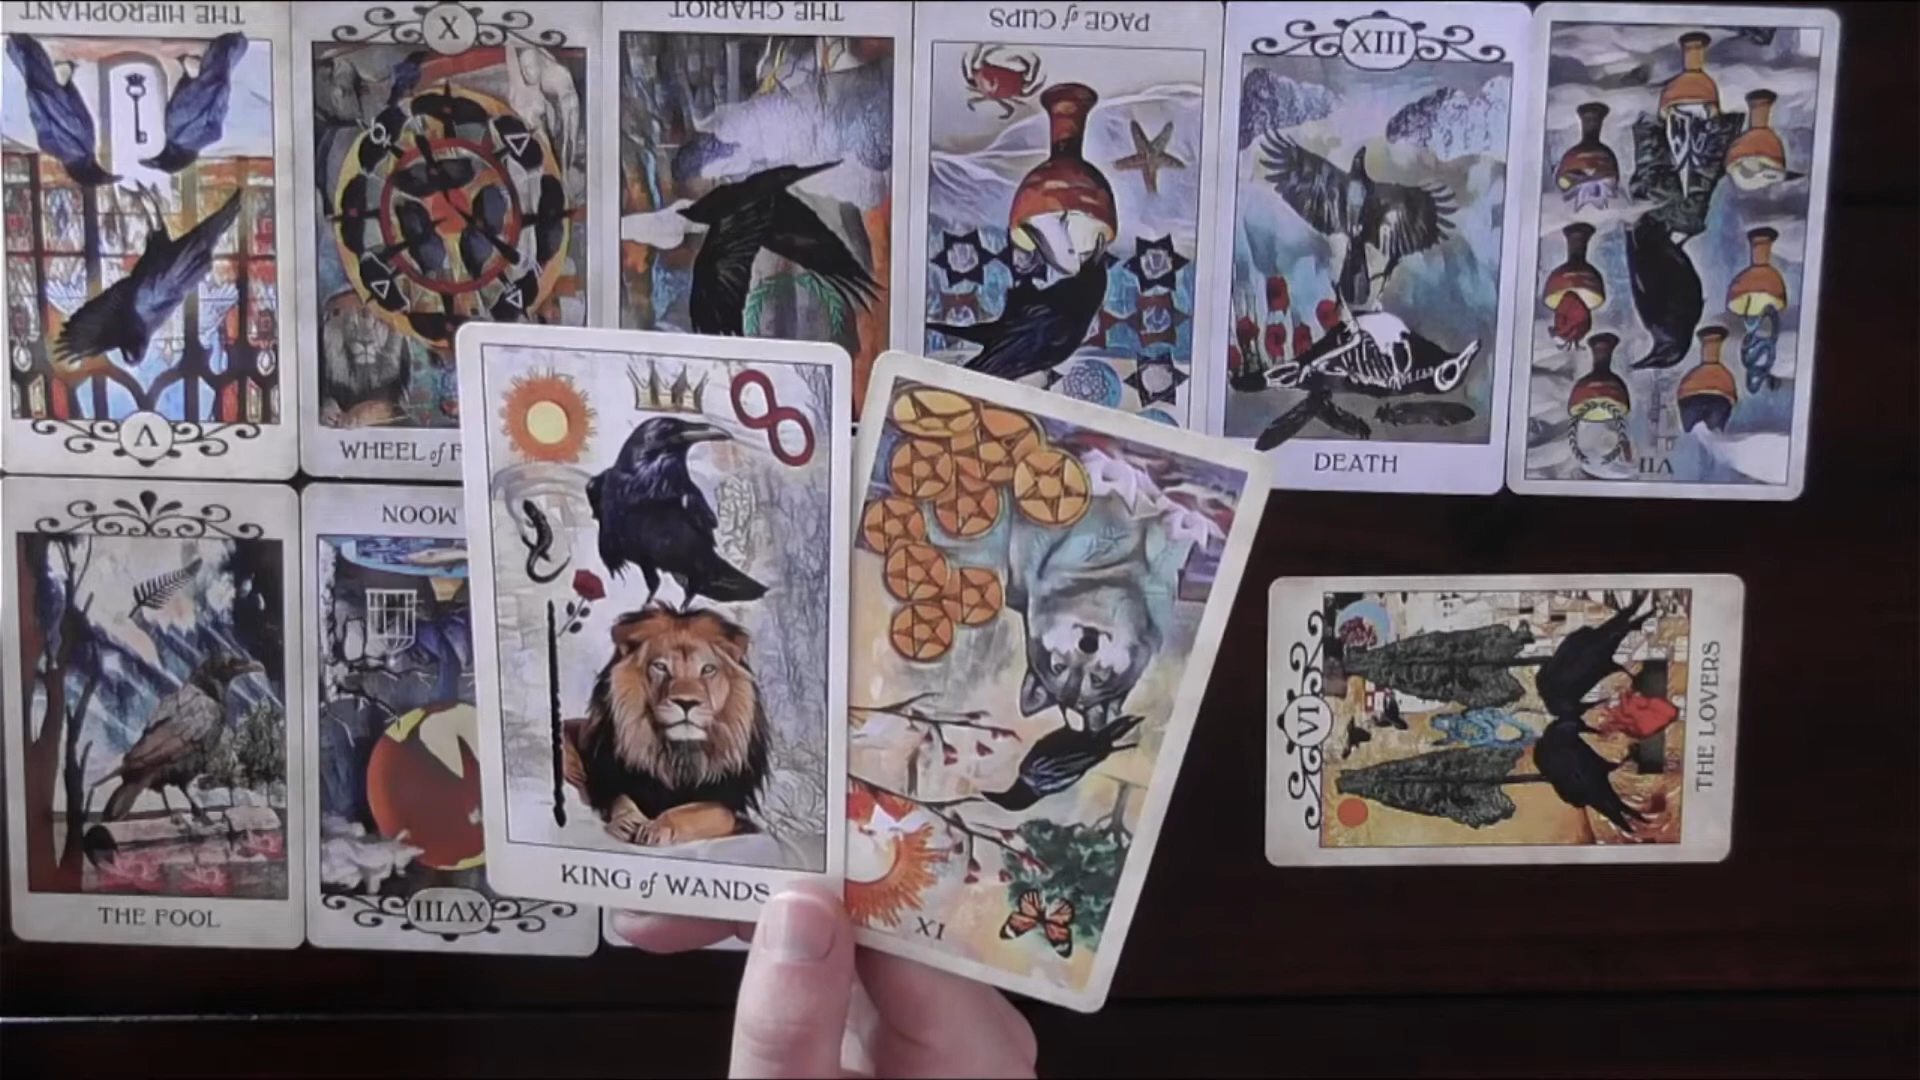 THE HIEROPHANT
X
THE CHARIOT
PAGE of CUPS
XIII
V
WHEEL of F
DEATH
VII
MOON
KING of WANDS
IX
VI
THE LOVERS
THE FOOL
XVIII